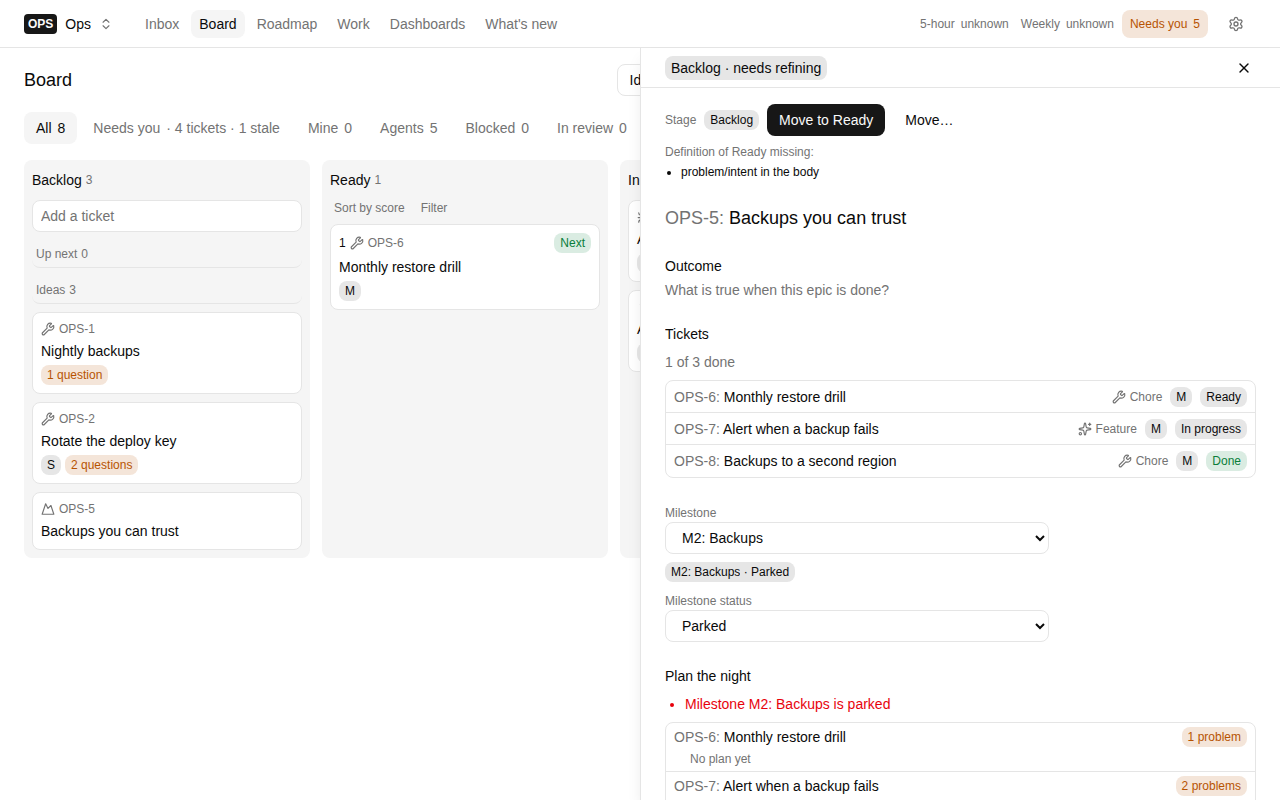 OPS Ops Inbox Board Roadmap Work Dashboards What's new 5-hour unknown Weekly unknown Needs you 5
Board
All 8 Needs you · 4 tickets · 1 stale Mine 0 Agents 5 Blocked 0 In review 0
Backlog 3
Add a ticket
Up next 0
Ideas 3
OPS-1
Nightly backups
1 question
OPS-2
Rotate the deploy key
S 2 questions
OPS-5
Backups you can trust
Ready 1
Sort by score Filter
1 OPS-6 Next
Monthly restore drill
M
Backlog · needs refining
Stage Backlog Move to Ready Move…
Definition of Ready missing:
• problem/intent in the body
OPS-5: Backups you can trust
Outcome
What is true when this epic is done?
Tickets
1 of 3 done
OPS-6: Monthly restore drill Chore M Ready
OPS-7: Alert when a backup fails Feature M In progress
OPS-8: Backups to a second region Chore M Done
Milestone
M2: Backups
M2: Backups · Parked
Milestone status
Parked
Plan the night
• Milestone M2: Backups is parked
OPS-6: Monthly restore drill 1 problem
No plan yet
OPS-7: Alert when a backup fails 2 problems